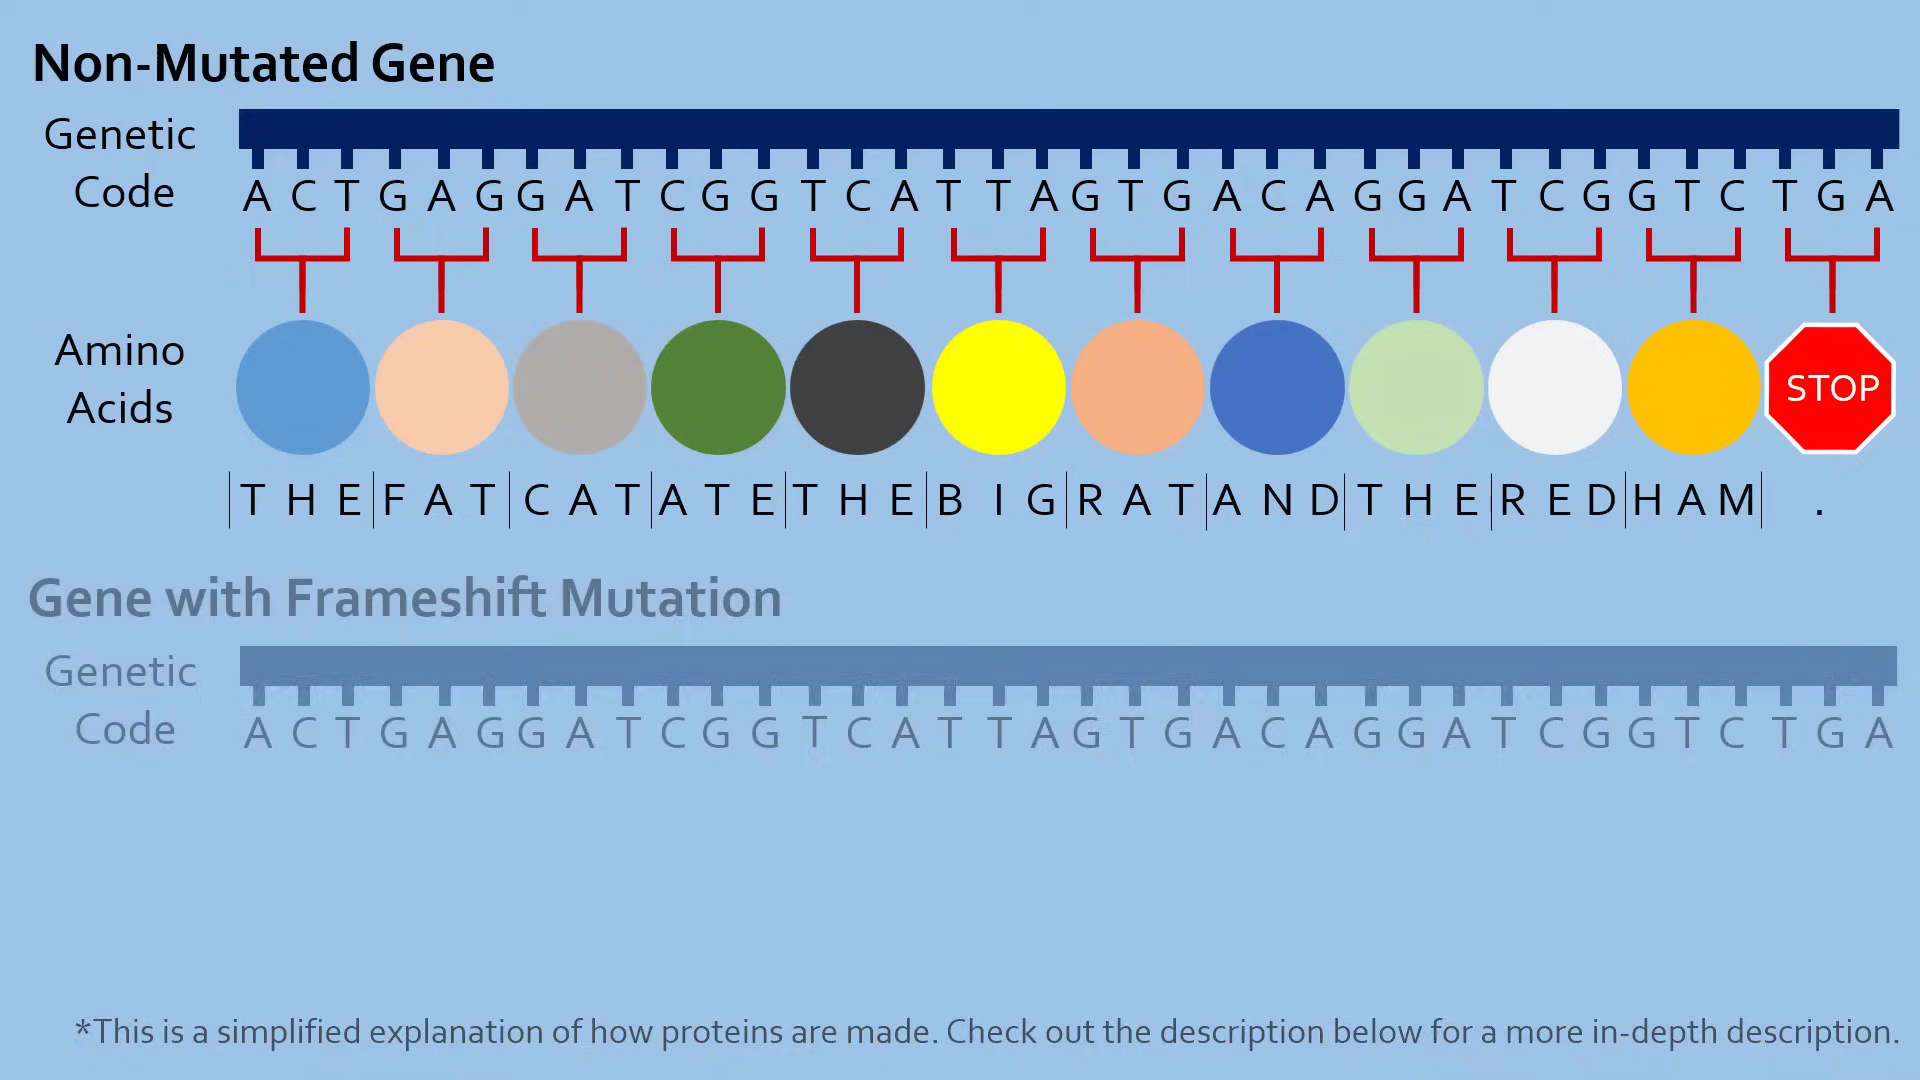 Non-Mutated Gene
Genetic Code
A C T G A G G A T C G G T C A T T A G T G A C A G G A T C G G T C T G A
Amino Acids
STOP
T H E F A T C A T A T E T H E B I G R A T A N D T H E R E D H A M .
Gene with Frameshift Mutation
Genetic Code
A C T G A G G A T C G G T C A T T A G T G A C A G G A T C G G T C T G A
*This is a simplified explanation of how proteins are made. Check out the description below for a more in-depth description.